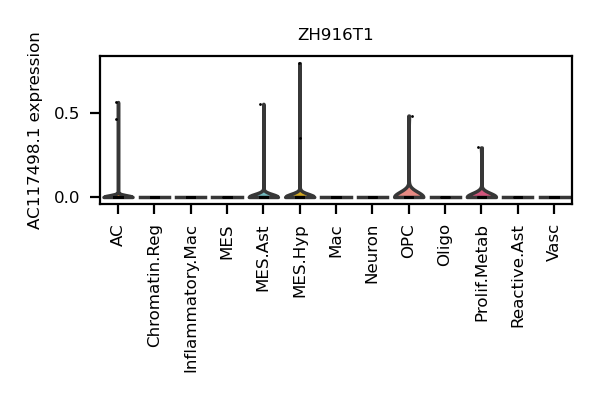 ZH916T1
AC117498.1 expression
0.5
0.0
AC
Chromatin.Reg
Inflammatory.Mac
MES
MES.Ast
MES.Hyp
Mac
Neuron
OPC
Oligo
Prolif.Metab
Reactive.Ast
Vasc